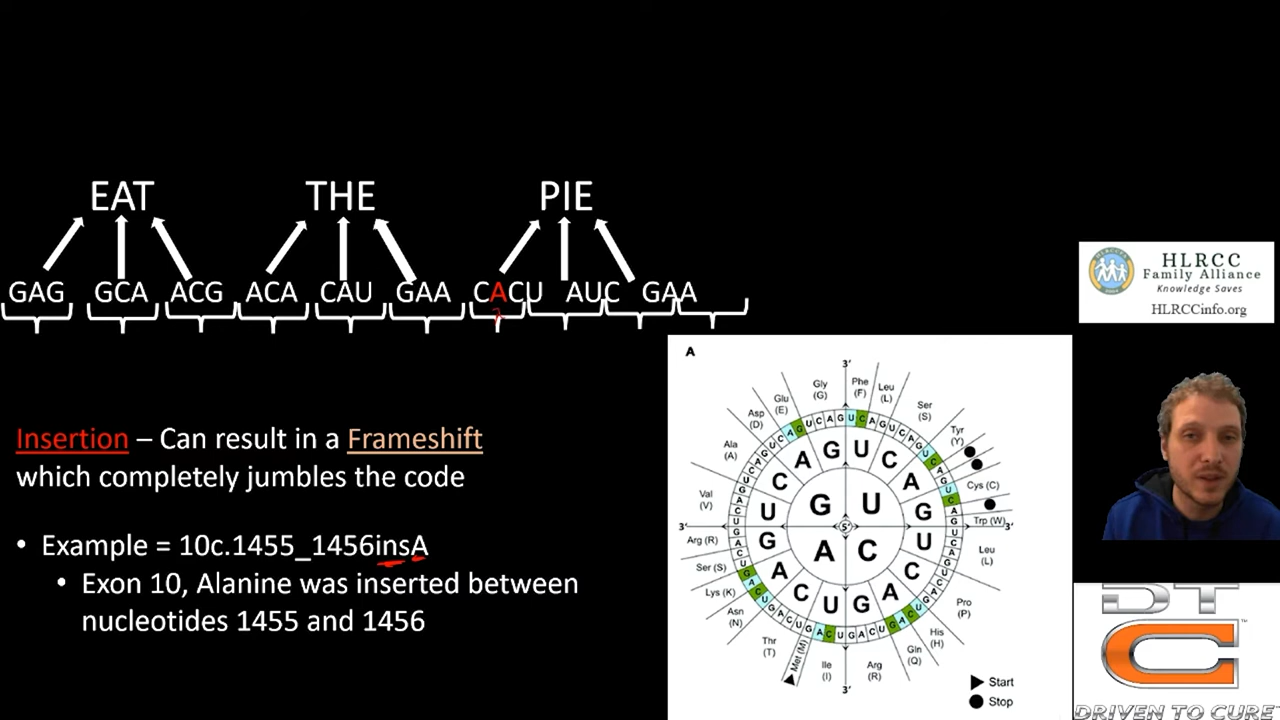 EAT THE PIE
GAG GCA ACG ACA CAU GAA CACU AUC GAA
Insertion – Can result in a Frameshift
which completely jumbles the code
• Example = 10c.1455_1456insA
• Exon 10, Alanine was inserted between
nucleotides 1455 and 1456
HLRCC
Family Alliance
Knowledge Saves
HLRCCinfo.org
A
3'
Gly
(G)
Phe
(F)
Leu
(L)
Ser
(S)
Tyr
(Y)
Cys (C)
Trp (W)
3'
Leu
(L)
Pro
(P)
His
(H)
Gln
(Q)
Arg
(R)
Ile
(I)
Met (M)
Thr
(T)
Asn
(N)
Lys (K)
Ser (S)
Arg (R)
3'
Val
(V)
Ala
(A)
Asp
(D)
Glu
(E)
G U
A C
5'
3'
Start
Stop
DTC
DRIVEN TO CURE